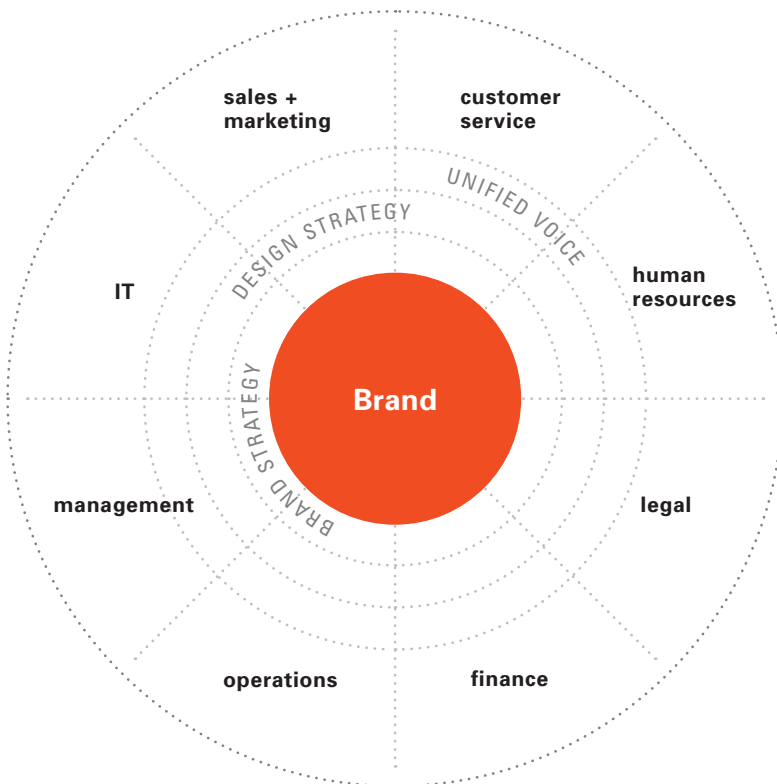 sales +
marketing
customer
service
UNIFIED VOICE
DESIGN STRATEGY
IT
human
resources
Brand
BRAND STRATEGY
management
legal
operations
finance